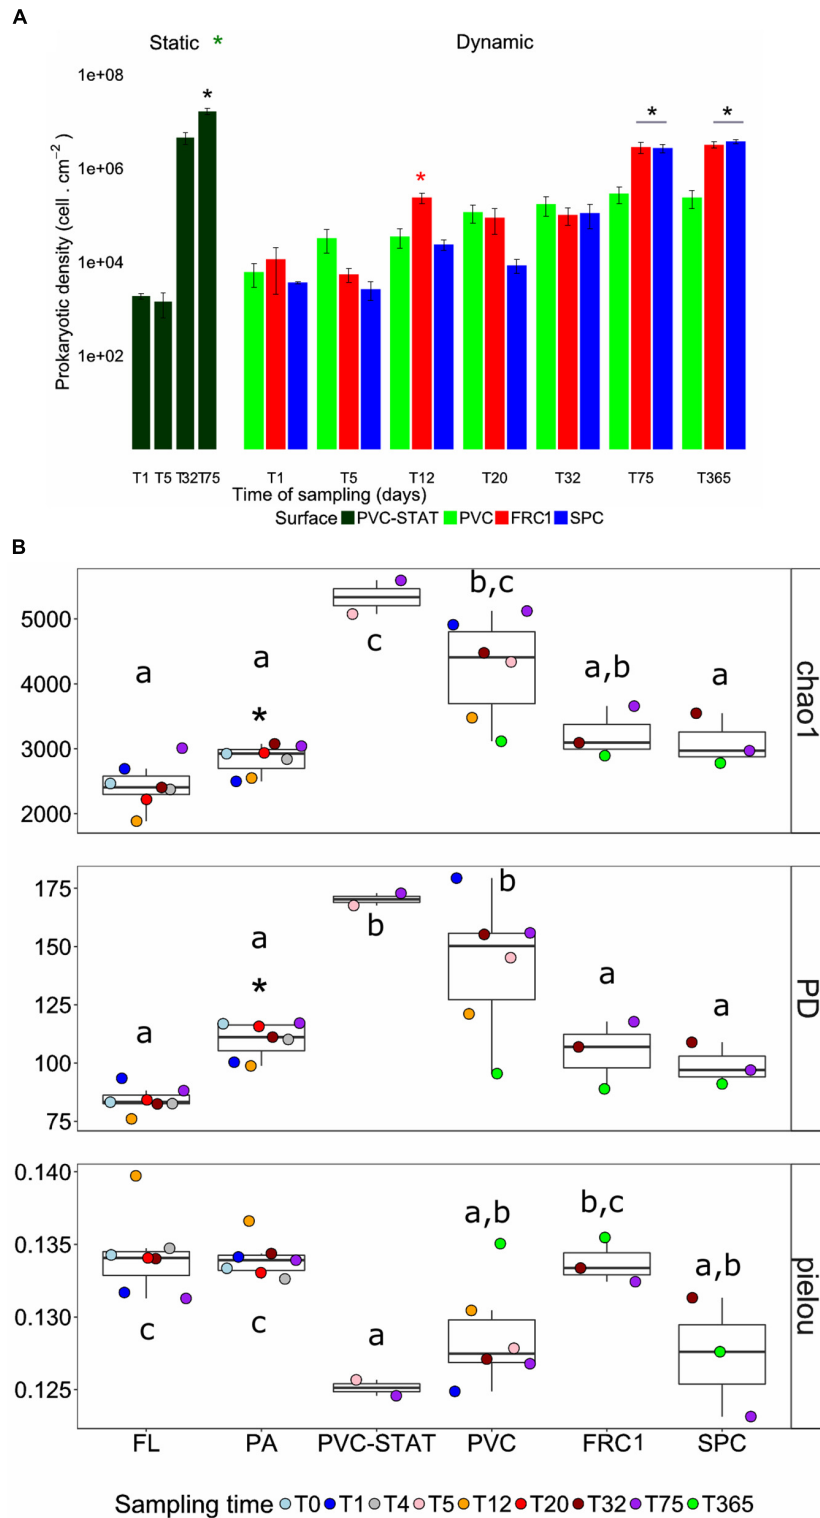 A
Static * Dynamic
1e+08
1e+06
1e+04
1e+02
Prokaryotic density (cell . cm−2 )
*
*
*
*
T1 T5 T32 T75 T1 T5 T12 T20 T32 T75 T365
Time of sampling (days)
Surface PVC-STAT PVC FRC1 SPC
B
5000
4000
3000
2000
a
a
*
c
b,c
a,b
a
chao1
175
150
125
100
75
a
a
*
b
b
a
a
PD
0.140
0.135
0.130
0.125
c
c
a
a,b
b,c
a,b
pielou
FL PA PVC-STAT PVC FRC1 SPC
Sampling time T0 T1 T4 T5 T12 T20 T32 T75 T365